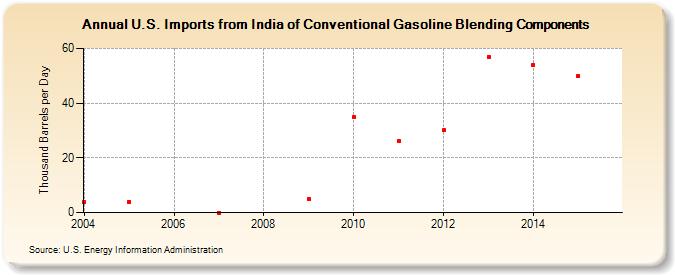 Annual U.S. Imports from India of Conventional Gasoline Blending Components
Thousand Barrels per Day
60
40
20
0
2004 2006 2008 2010 2012 2014
Source: U.S. Energy Information Administration